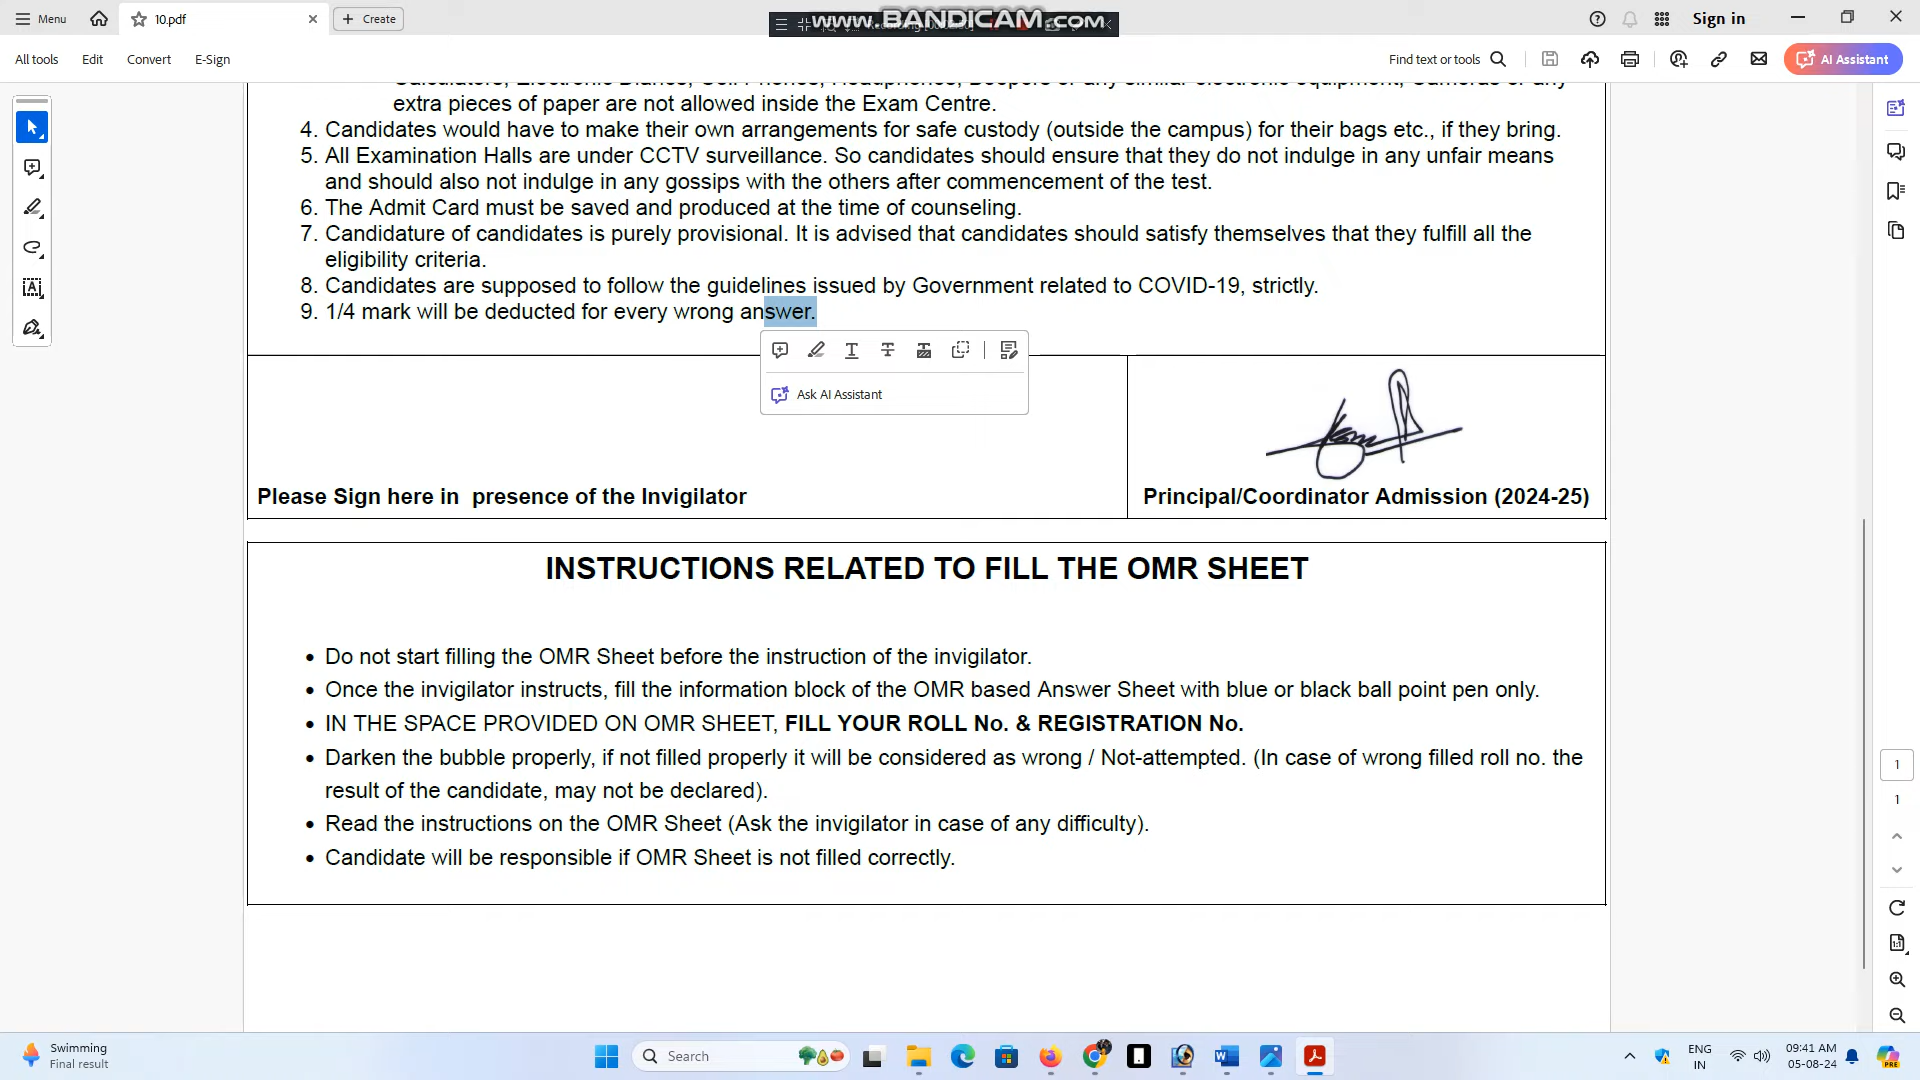 Menu
10.pdf
Create
WWW.BANDICAM.COM
Sign in
All tools
Edit
Convert
E-Sign
Find text or tools
AI Assistant
Calculators, Electronic Diaries, Cell Phones, Headphones, Beepers or any similar electronic equipment, Cameras or any
extra pieces of paper are not allowed inside the Exam Centre.
4. Candidates would have to make their own arrangements for safe custody (outside the campus) for their bags etc., if they bring.
5. All Examination Halls are under CCTV surveillance. So candidates should ensure that they do not indulge in any unfair means
and should also not indulge in any gossips with the others after commencement of the test.
6. The Admit Card must be saved and produced at the time of counseling.
7. Candidature of candidates is purely provisional. It is advised that candidates should satisfy themselves that they fulfill all the
eligibility criteria.
8. Candidates are supposed to follow the guidelines issued by Government related to COVID-19, strictly.
9. 1/4 mark will be deducted for every wrong answer.
Ask AI Assistant
Please Sign here in presence of the Invigilator
Principal/Coordinator Admission (2024-25)
INSTRUCTIONS RELATED TO FILL THE OMR SHEET
• Do not start filling the OMR Sheet before the instruction of the invigilator.
• Once the invigilator instructs, fill the information block of the OMR based Answer Sheet with blue or black ball point pen only.
• IN THE SPACE PROVIDED ON OMR SHEET, FILL YOUR ROLL No. & REGISTRATION No.
• Darken the bubble properly, if not filled properly it will be considered as wrong / Not-attempted. (In case of wrong filled roll no. the
result of the candidate, may not be declared).
• Read the instructions on the OMR Sheet (Ask the invigilator in case of any difficulty).
• Candidate will be responsible if OMR Sheet is not filled correctly.
1
1
Swimming
Final result
Search
ENG
IN
09:41 AM
05-08-24